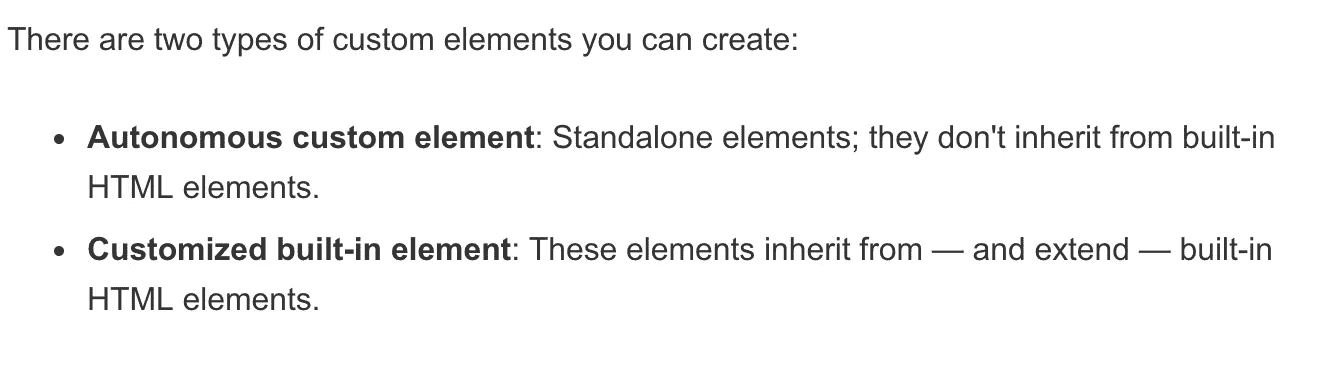 There are two types of custom elements you can create:
• Autonomous custom element: Standalone elements; they don't inherit from built-in
HTML elements.
• Customized built-in element: These elements inherit from — and extend — built-in
HTML elements.